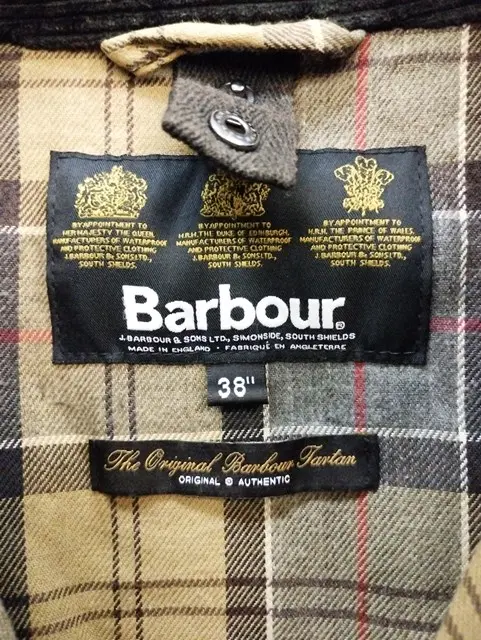 BY APPOINTMENT TO
HER MAJESTY THE QUEEN.
MANUFACTURERS OF WATERPROOF
AND PROTECTIVE CLOTHING
J.BARBOUR & SONS LTD.,
SOUTH SHIELDS.
BY APPOINTMENT TO
H.R.H. THE DUKE OF EDINBURGH,
MANUFACTURERS OF WATERPROOF
AND PROTECTIVE CLOTHING
J.BARBOUR & SONS LTD.,
SOUTH SHIELDS.
BY APPOINTMENT TO
H.R.H. THE PRINCE OF WALES.
MANUFACTURERS OF WATERPROOF
AND PROTECTIVE CLOTHING
J.BARBOUR & SONS LTD.,
SOUTH SHIELDS.
Barbour®
J.BARBOUR & SONS LTD, SIMONSIDE, SOUTH SHIELDS
MADE IN ENGLAND - FABRIQUÉ EN ANGLETERRE
38"
The Original Barbour Tartan
ORIGINAL & AUTHENTIC